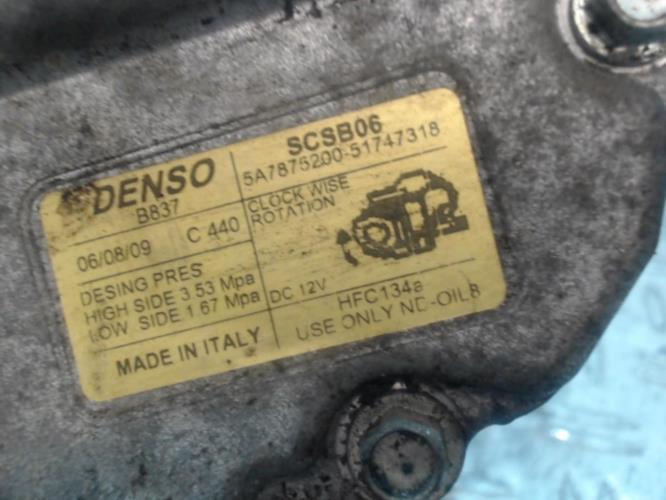 DENSO
B837
SCSB06
5A7875200-51747318
06/08/09 C 440
CLOCK WISE
ROTATION
DESING PRES
HIGH SIDE 3 53 Mpa
LOW SIDE 1 67 Mpa
DC 12V
HFC134a
USE ONLY ND-OIL8
MADE IN ITALY